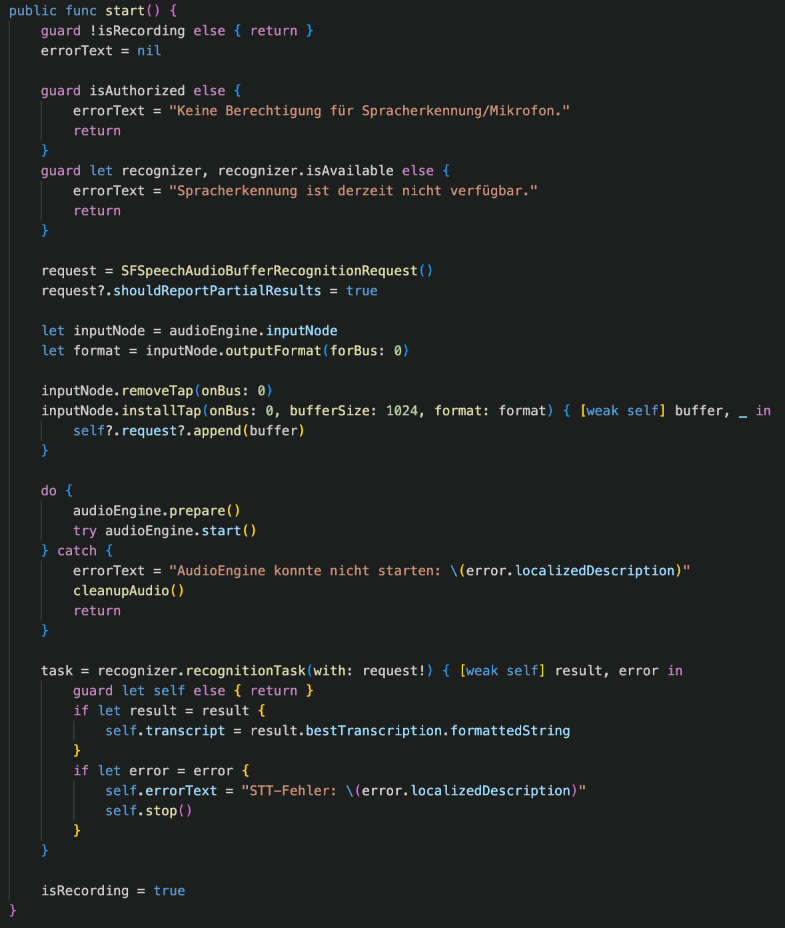 public func start() {
    guard !isRecording else { return }
    errorText = nil

    guard isAuthorized else {
        errorText = "Keine Berechtigung für Spracherkennung/Mikrofon."
        return
    }
    guard let recognizer, recognizer.isAvailable else {
        errorText = "Spracherkennung ist derzeit nicht verfügbar."
        return
    }

    request = SFSpeechAudioBufferRecognitionRequest()
    request?.shouldReportPartialResults = true

    let inputNode = audioEngine.inputNode
    let format = inputNode.outputFormat(forBus: 0)

    inputNode.removeTap(onBus: 0)
    inputNode.installTap(onBus: 0, bufferSize: 1024, format: format) { [weak self] buffer, _ in
        self?.request?.append(buffer)
    }

    do {
        audioEngine.prepare()
        try audioEngine.start()
    } catch {
        errorText = "AudioEngine konnte nicht starten: \(error.localizedDescription)"
        cleanupAudio()
        return
    }

    task = recognizer.recognitionTask(with: request!) { [weak self] result, error in
        guard let self else { return }
        if let result = result {
            self.transcript = result.bestTranscription.formattedString
        }
        if let error = error {
            self.errorText = "STT-Fehler: \(error.localizedDescription)"
            self.stop()
        }
    }

    isRecording = true
}